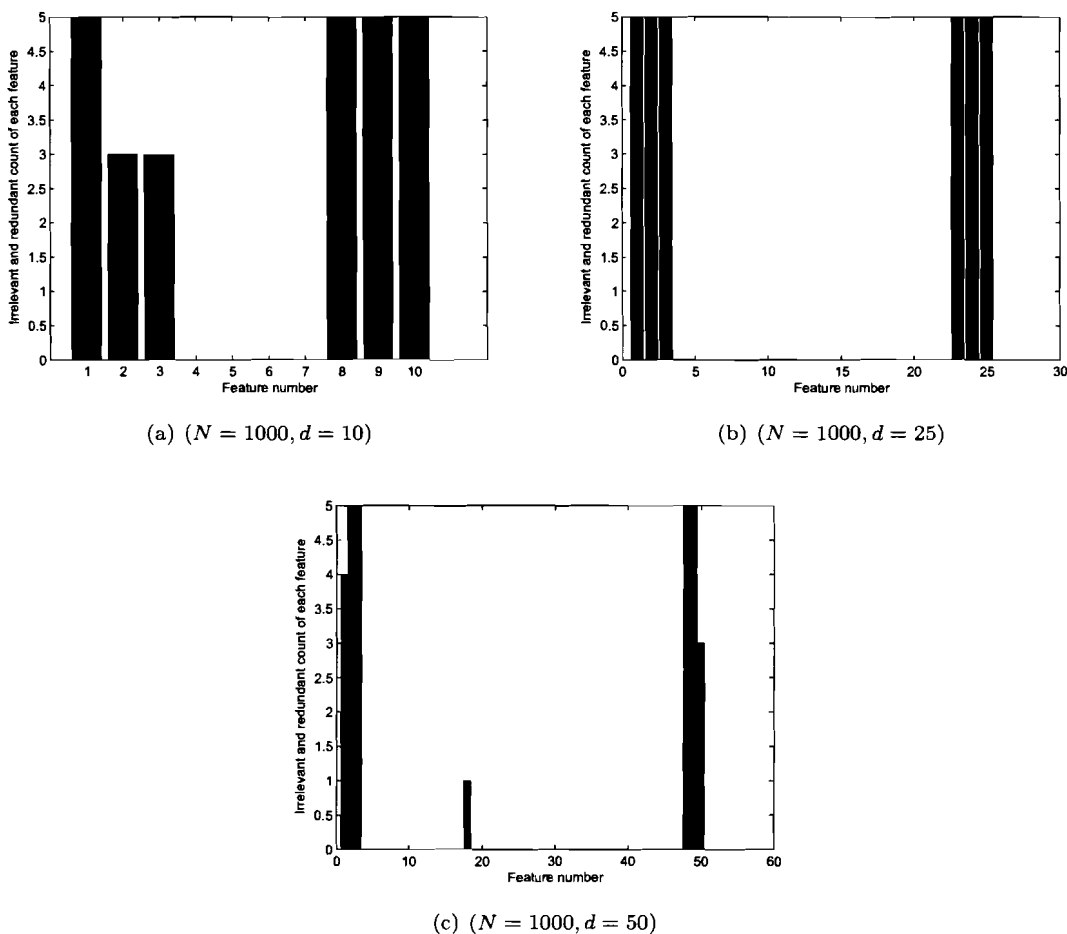 Irrelevant and redundant count of each feature
5
4.5
4
3.5
3
2.5
2
1.5
1
0.5
0
1 2 3 4 5 6 7 8 9 10
Feature number
(a) (N = 1000, d = 10)
Irrelevant and redundant count of each feature
5
4.5
4
3.5
3
2.5
2
1.5
1
0.5
0
0 5 10 15 20 25 30
Feature number
(b) (N = 1000, d = 25)
Irrelevant and redundant count of each feature
5
4.5
4
3.5
3
2.5
2
1.5
1
0.5
0
0 10 20 30 40 50 60
Feature number
(c) (N = 1000, d = 50)